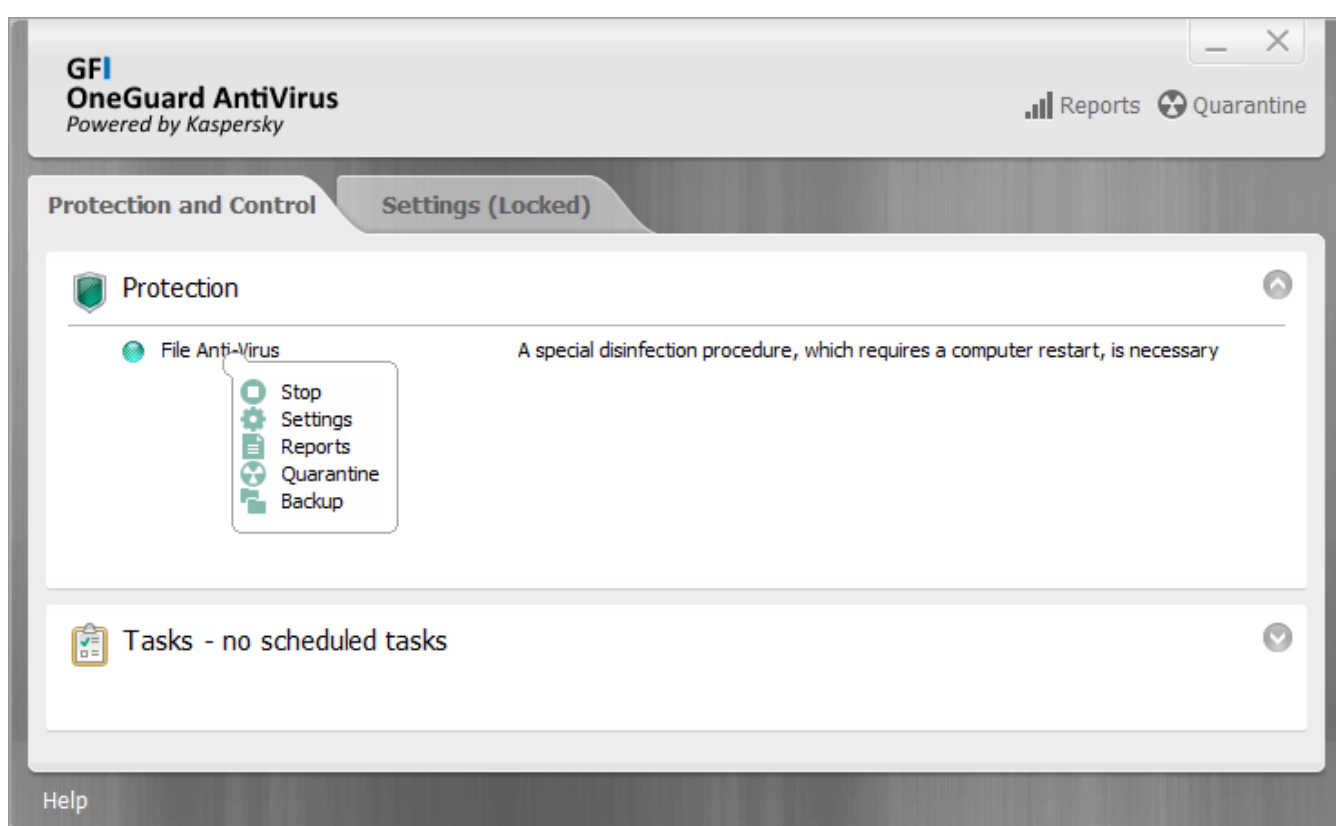 GFI
OneGuard AntiVirus
Powered by Kaspersky
Reports Quarantine
Protection and Control Settings (Locked)
Protection
File Anti-Virus A special disinfection procedure, which requires a computer restart, is necessary
Stop
Settings
Reports
Quarantine
Backup
Tasks - no scheduled tasks
Help